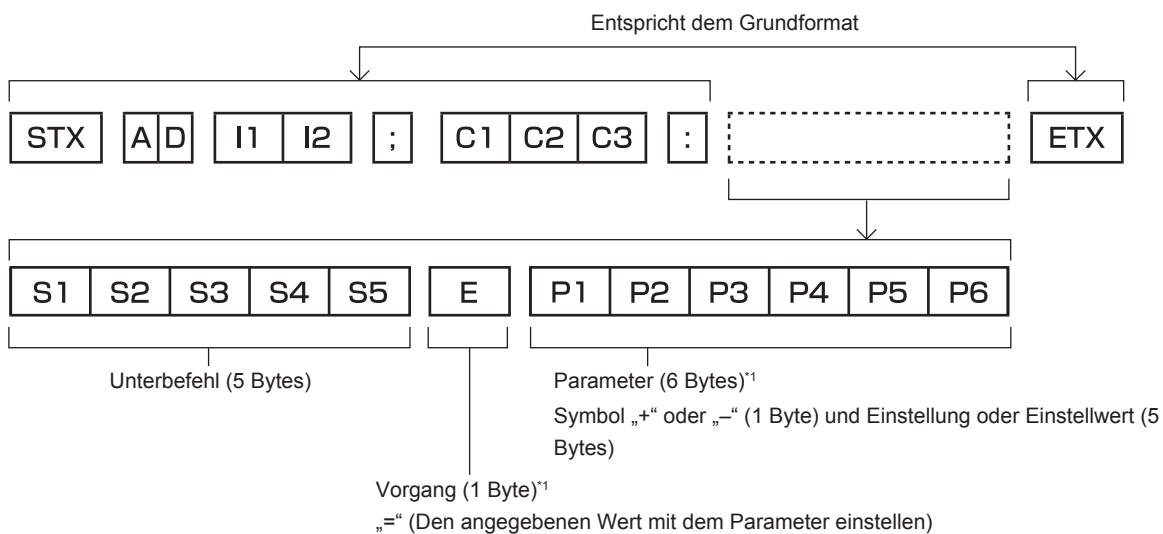 Entspricht dem Grundformat
STX A D I1 I2 ; C1 C2 C3 : ETX
S1 S2 S3 S4 S5 E P1 P2 P3 P4 P5 P6
Unterbefehl (5 Bytes)
Parameter (6 Bytes)*1
Symbol „+“ oder „–“ (1 Byte) und Einstellung oder Einstellwert (5
Bytes)
Vorgang (1 Byte)*1
„=“ (Den angegebenen Wert mit dem Parameter einstellen)